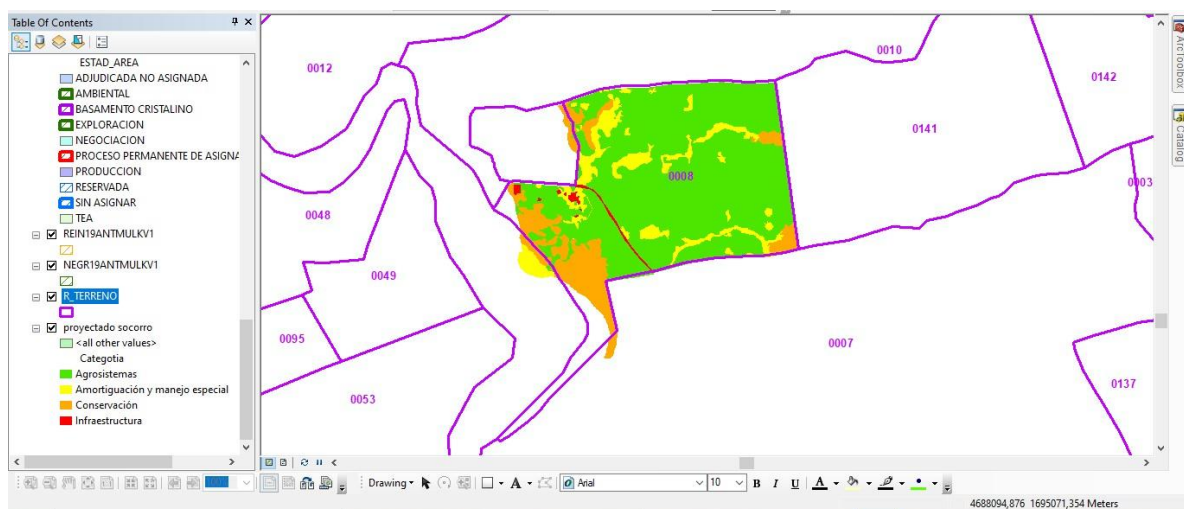 Table Of Contents
ESTAD_AREA
ADJUDICADA NO ASIGNADA
AMBIENTAL
BASAMENTO CRISTALINO
EXPLORACION
NEGOCIACION
PROCESO PERMANENTE DE ASIGNA
PRODUCCION
RESERVADA
SIN ASIGNAR
TEA
REIN19ANTMULKV1
NEGR19ANTMULKV1
R_TERRENO
proyectado socorro
<all other values>
Categotia
Agrosistemas
Amortiguación y manejo especial
Conservación
Infraestructura
0012
0010
0142
0141
0008
0003
0048
0049
0095
0007
0053
0137
ArcToolbox
Catalog
Drawing
A
Arial
10
B I U A
4688094,876 1695071,354 Meters